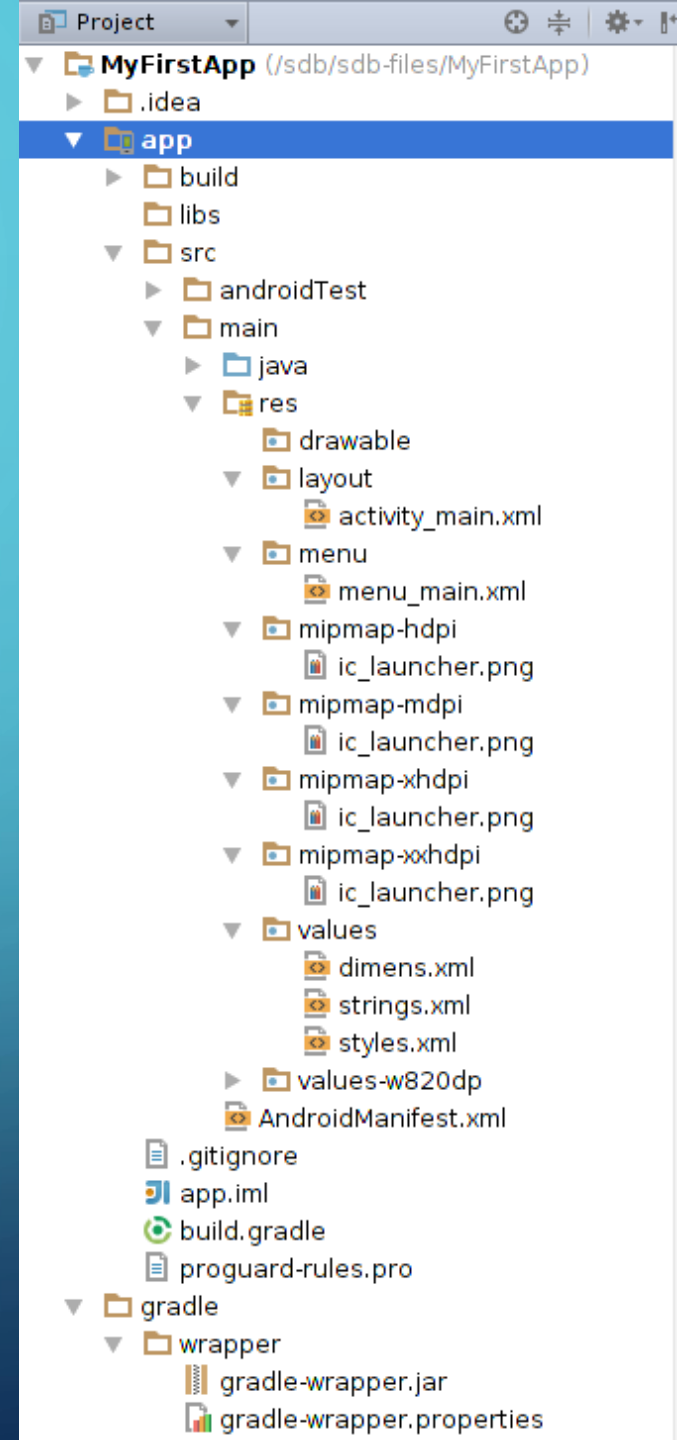 Project
MyFirstApp (/sdb/sdb-files/MyFirstApp)
.idea
app
build
libs
src
androidTest
main
java
res
drawable
layout
activity_main.xml
menu
menu_main.xml
mipmap-hdpi
ic_launcher.png
mipmap-mdpi
ic_launcher.png
mipmap-xhdpi
ic_launcher.png
mipmap-xxhdpi
ic_launcher.png
values
dimens.xml
strings.xml
styles.xml
values-w820dp
AndroidManifest.xml
.gitignore
app.iml
build.gradle
proguard-rules.pro
gradle
wrapper
gradle-wrapper.jar
gradle-wrapper.properties